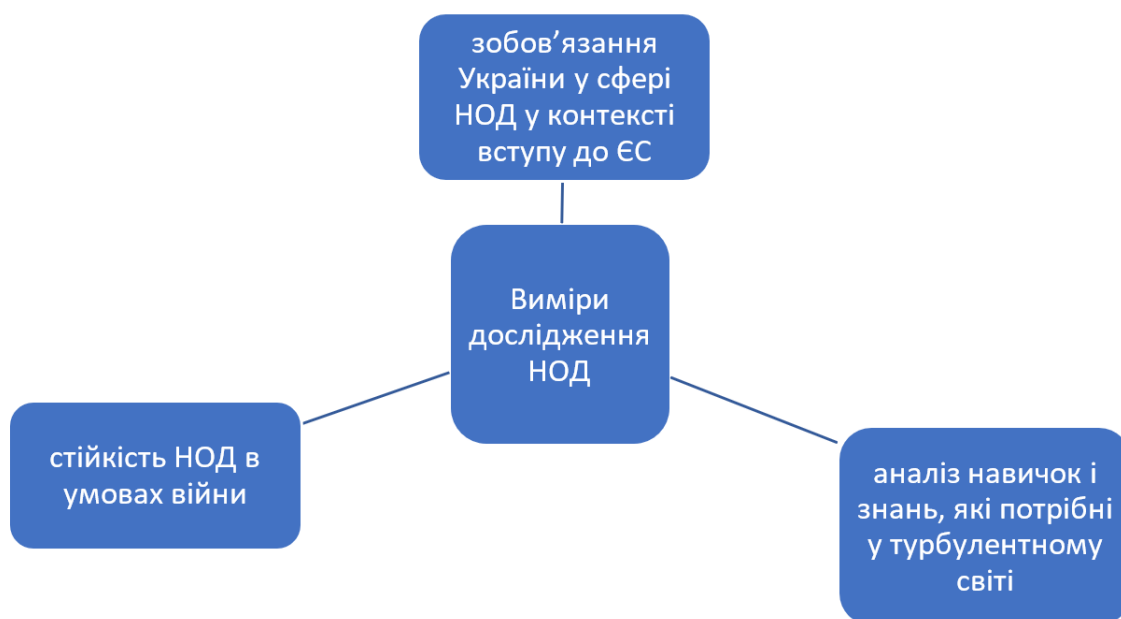 зобов’язання
України у сфері
НОД у контексті
вступу до ЄС
Виміри
дослідження
НОД
стійкість НОД в
умовах війни
аналіз навичок і
знань, які потрібні
у турбулентному
світі